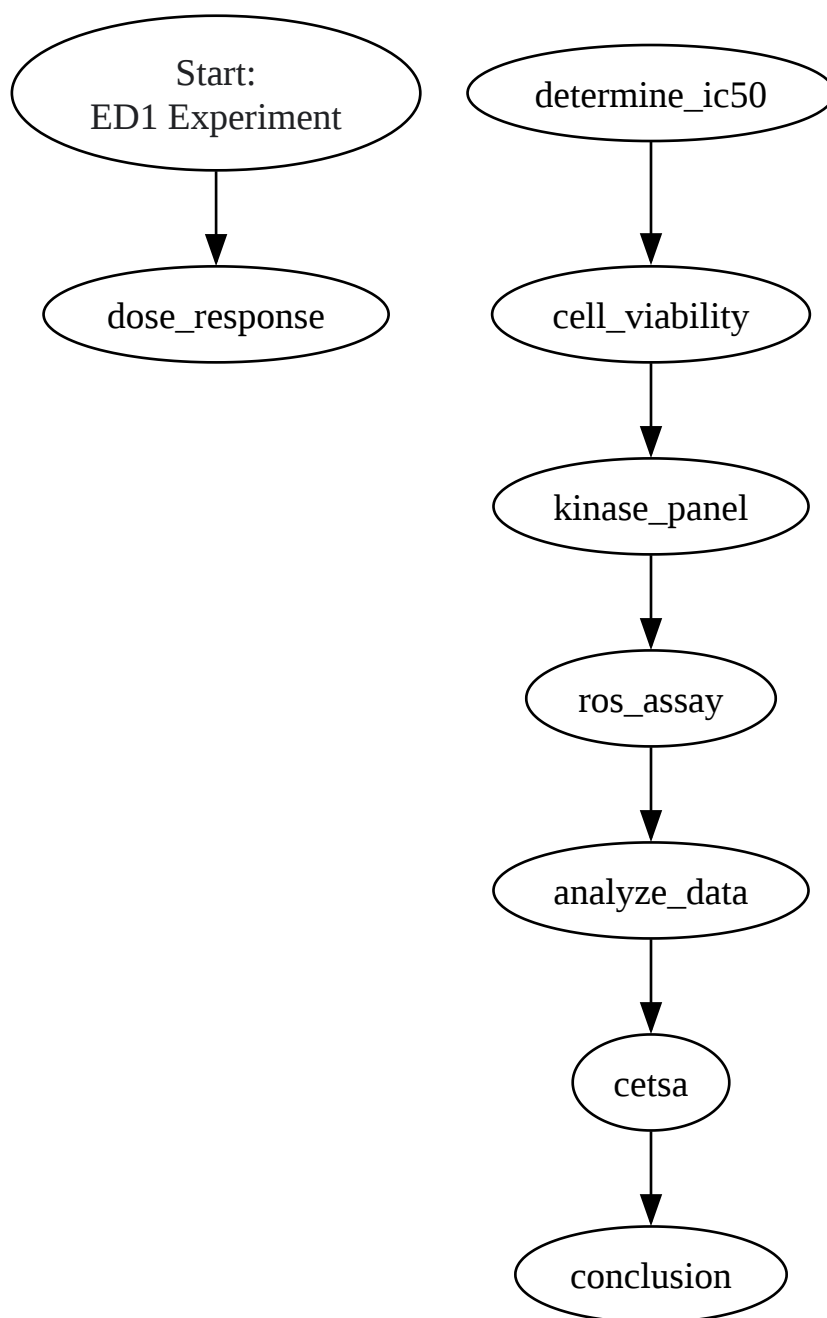 Start:
ED1 Experiment
dose_response
determine_ic50
cell_viability
kinase_panel
ros_assay
analyze_data
cetsa
conclusion